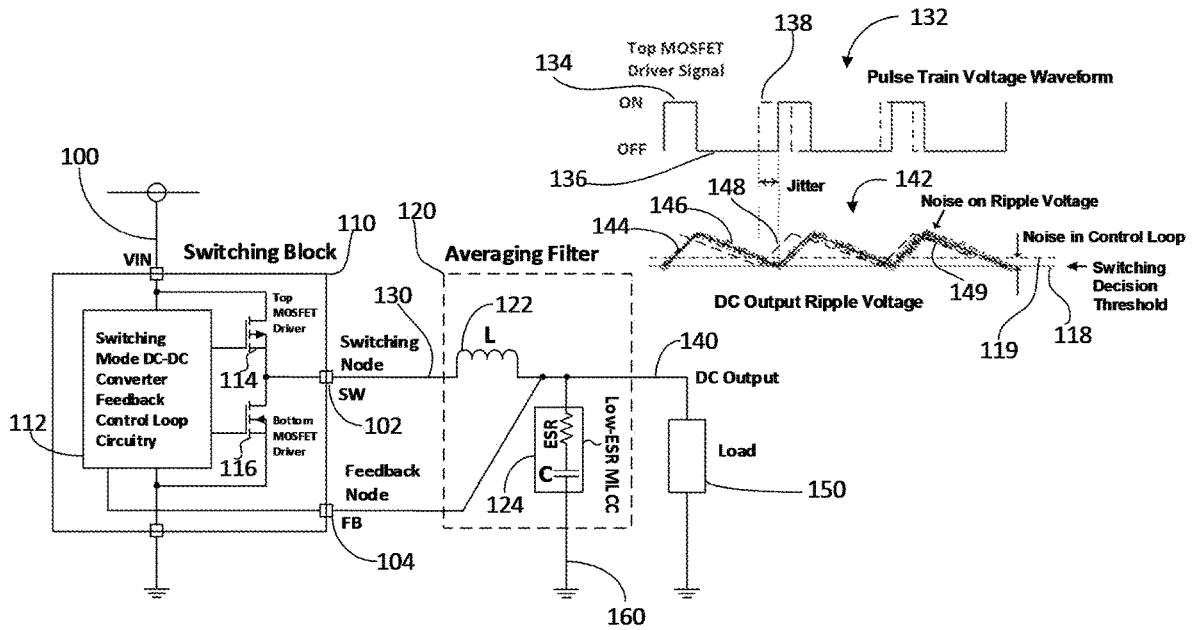 138
132
Top MOSFET
Driver Signal
134
Pulse Train Voltage Waveform
ON
OFF
100
136
Jitter
148
142
Noise on Ripple Voltage
110
120
144
146
Noise in Control Loop
VIN
Switching Block
Averaging Filter
Switching
Decision
Threshold
149
DC Output Ripple Voltage
118
119
Top
MOSFET
Driver
130
122
L
Switching
Mode DC-DC
Converter
Feedback
Control Loop
Circuitry
114
Switching
Node
SW
140
DC Output
102
112
Bottom
MOSFET
Driver
116
ESR
C
Low-ESR MLCC
124
Load
150
Feedback
Node
FB
104
160